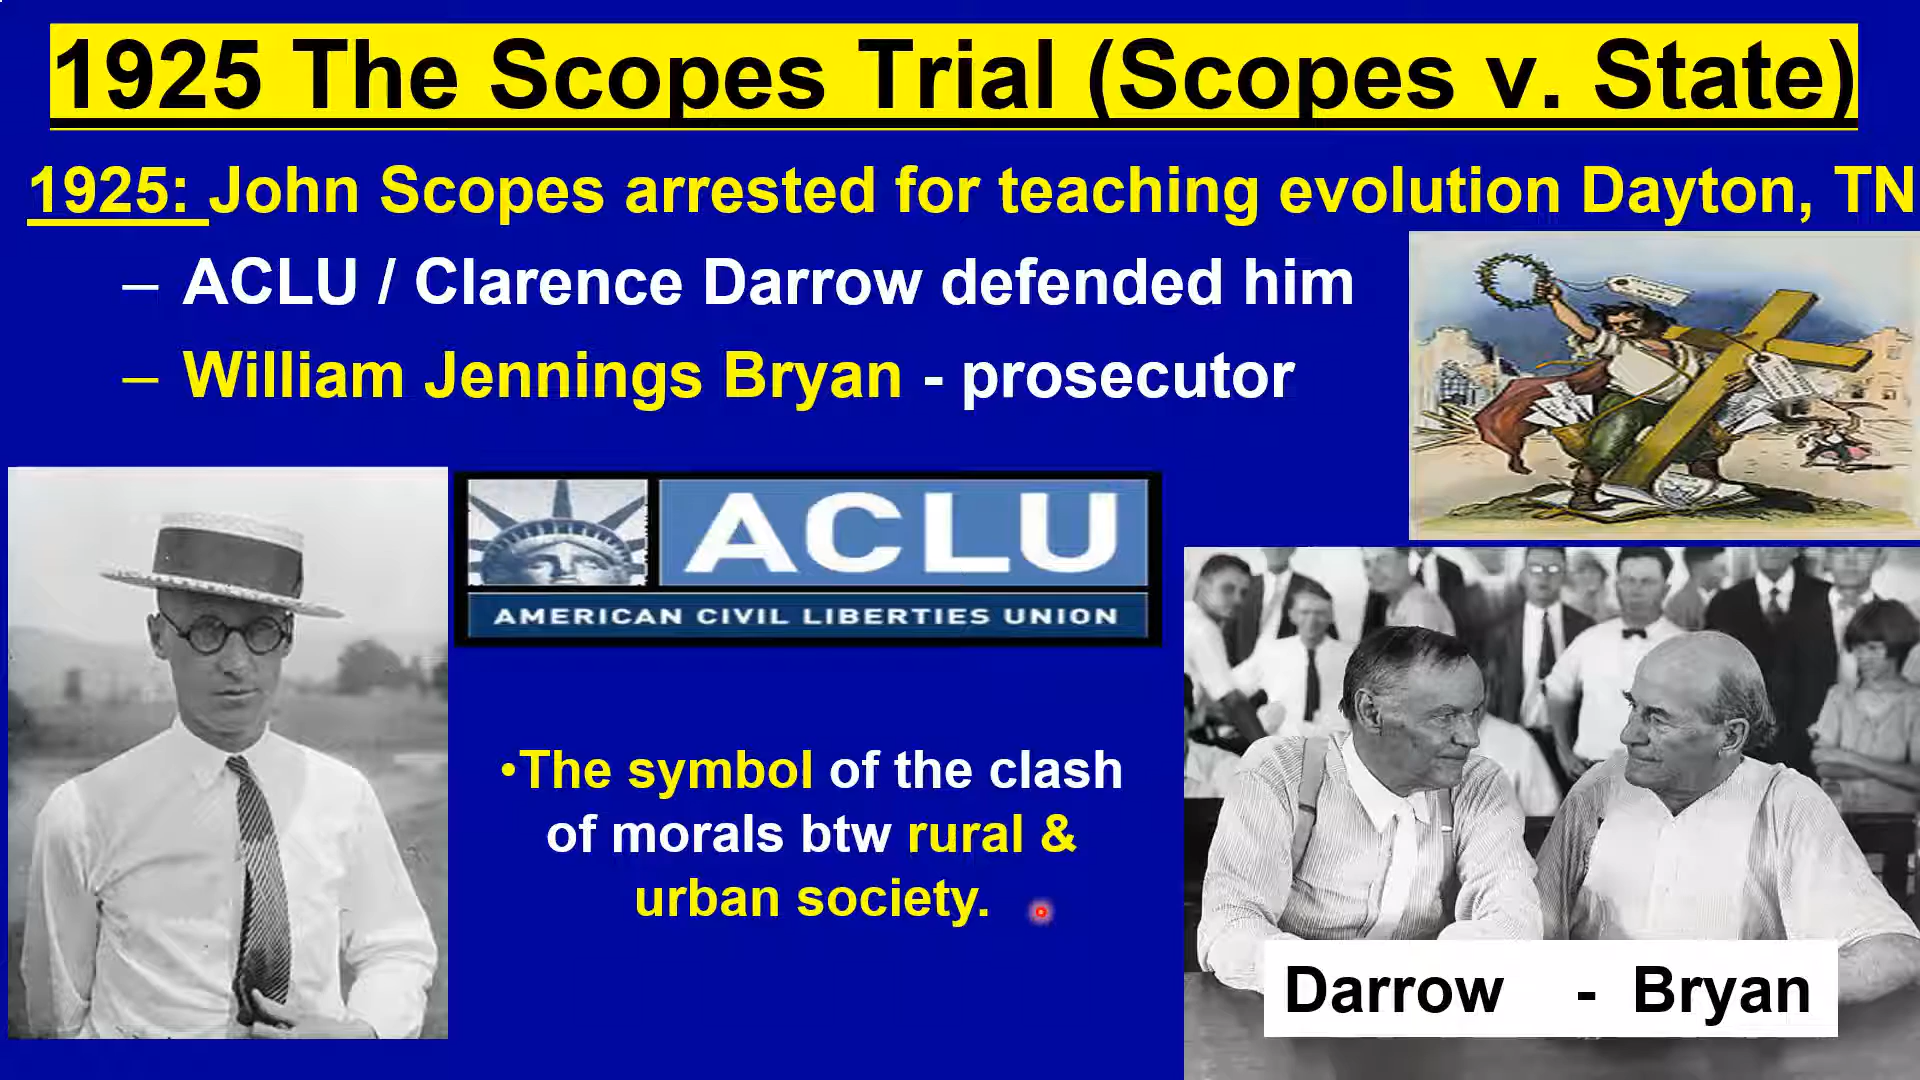 1925 The Scopes Trial (Scopes v. State)
1925: John Scopes arrested for teaching evolution Dayton, TN
– ACLU / Clarence Darrow defended him
– William Jennings Bryan - prosecutor
ACLU
AMERICAN CIVIL LIBERTIES UNION
•The symbol of the clash
of morals btw rural &
urban society.
Darrow - Bryan